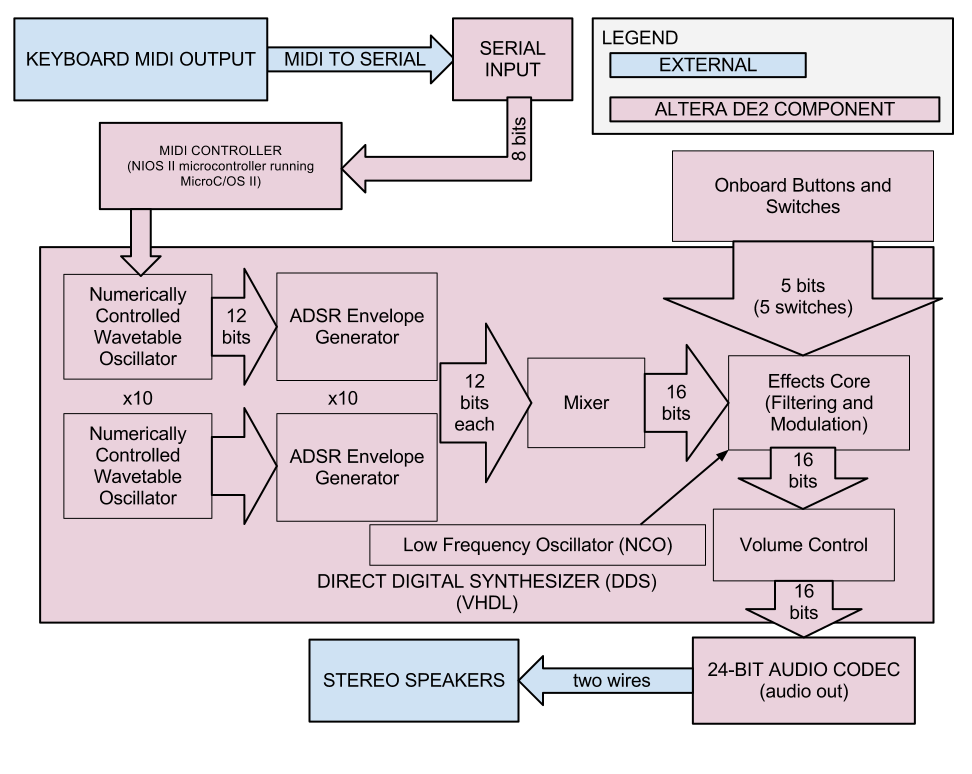 KEYBOARD MIDI OUTPUT
MIDI TO SERIAL
SERIAL
INPUT
LEGEND
EXTERNAL
ALTERA DE2 COMPONENT
8 bits
MIDI CONTROLLER
(NIOS II microcontroller running
MicroC/OS II)
Onboard Buttons and
Switches
5 bits
(5 switches)
Numerically
Controlled
Wavetable
Oscillator
12
bits
ADSR Envelope
Generator
x10
x10
Numerically
Controlled
Wavetable
Oscillator
ADSR Envelope
Generator
12
bits
each
Mixer
16
bits
Effects Core
(Filtering and
Modulation)
16
bits
Low Frequency Oscillator (NCO)
Volume Control
DIRECT DIGITAL SYNTHESIZER (DDS)
(VHDL)
16
bits
24-BIT AUDIO CODEC
(audio out)
two wires
STEREO SPEAKERS